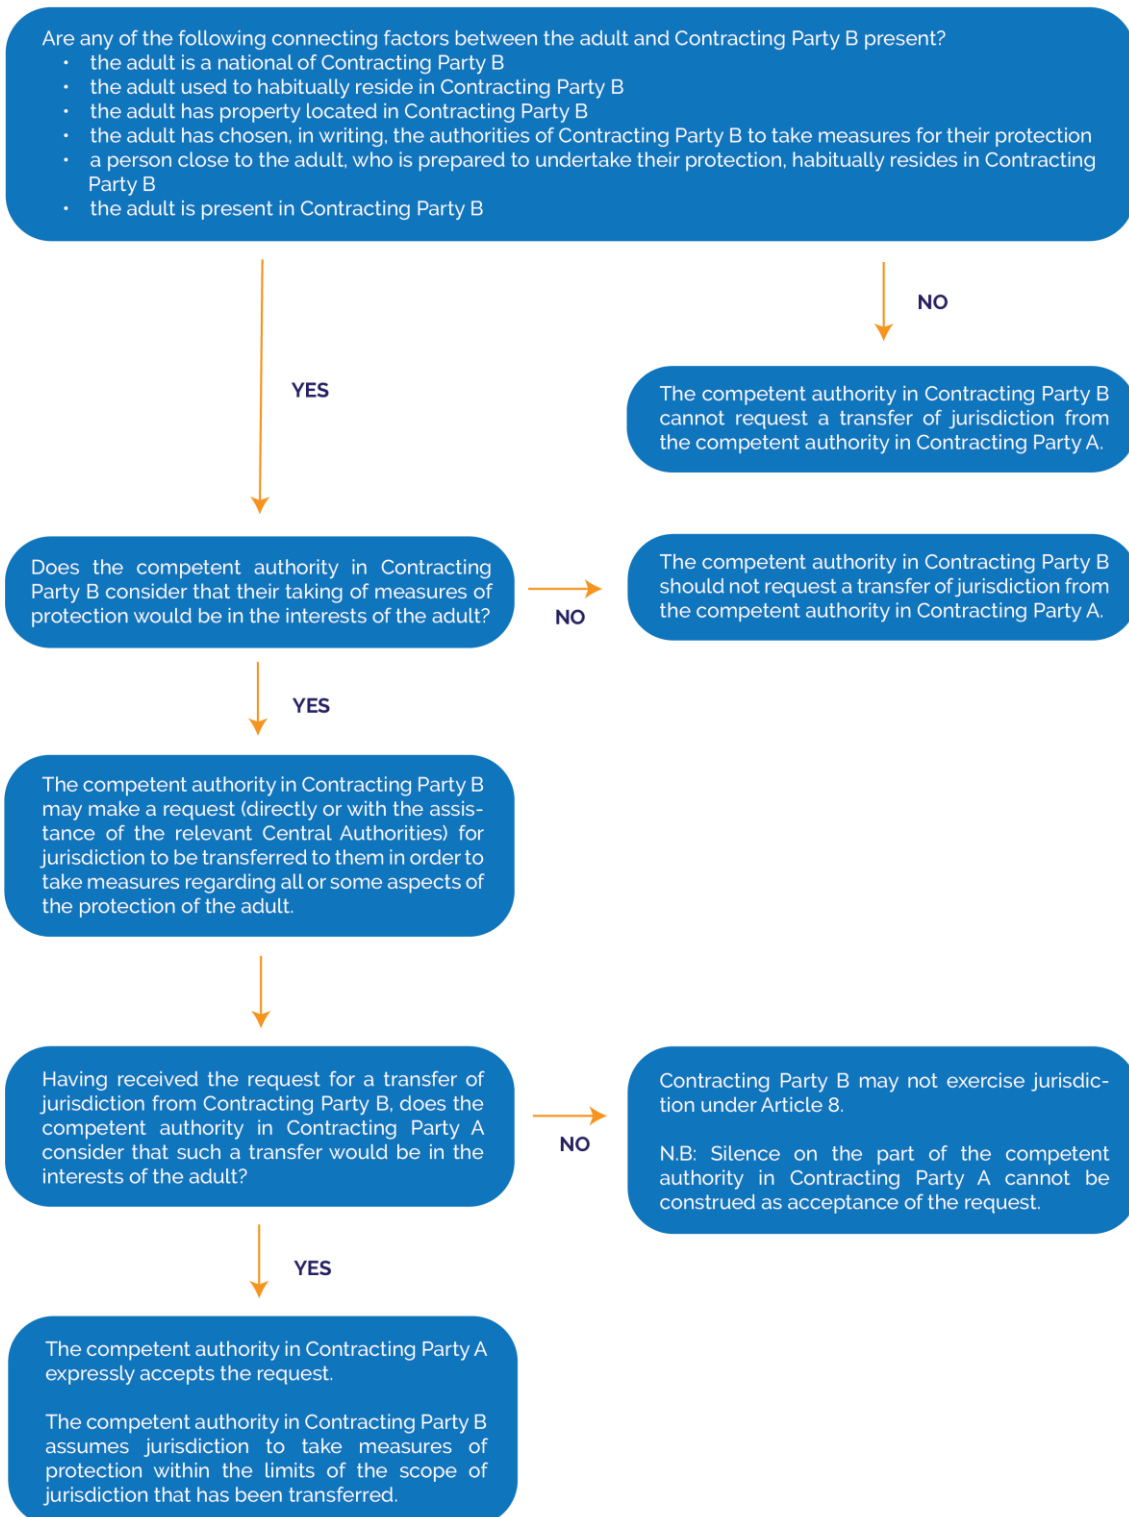 Are any of the following connecting factors between the adult and Contracting Party B present?
• the adult is a national of Contracting Party B
• the adult used to habitually reside in Contracting Party B
• the adult has property located in Contracting Party B
• the adult has chosen, in writing, the authorities of Contracting Party B to take measures for their protection
• a person close to the adult, who is prepared to undertake their protection, habitually resides in Contracting
Party B
• the adult is present in Contracting Party B
NO
YES
The competent authority in Contracting Party B
cannot request a transfer of jurisdiction from
the competent authority in Contracting Party A.
Does the competent authority in Contracting
Party B consider that their taking of measures of
protection would be in the interests of the adult?
NO
The competent authority in Contracting Party B
should not request a transfer of jurisdiction from
the competent authority in Contracting Party A.
YES
The competent authority in Contracting Party B
may make a request (directly or with the assis-
tance of the relevant Central Authorities) for
jurisdiction to be transferred to them in order to
take measures regarding all or some aspects of
the protection of the adult.
Having received the request for a transfer of
jurisdiction from Contracting Party B, does the
competent authority in Contracting Party A
consider that such a transfer would be in the
interests of the adult?
NO
Contracting Party B may not exercise jurisdic-
tion under Article 8.
N.B: Silence on the part of the competent
authority in Contracting Party A cannot be
construed as acceptance of the request.
YES
The competent authority in Contracting Party A
expressly accepts the request.
The competent authority in Contracting Party B
assumes jurisdiction to take measures of
protection within the limits of the scope of
jurisdiction that has been transferred.